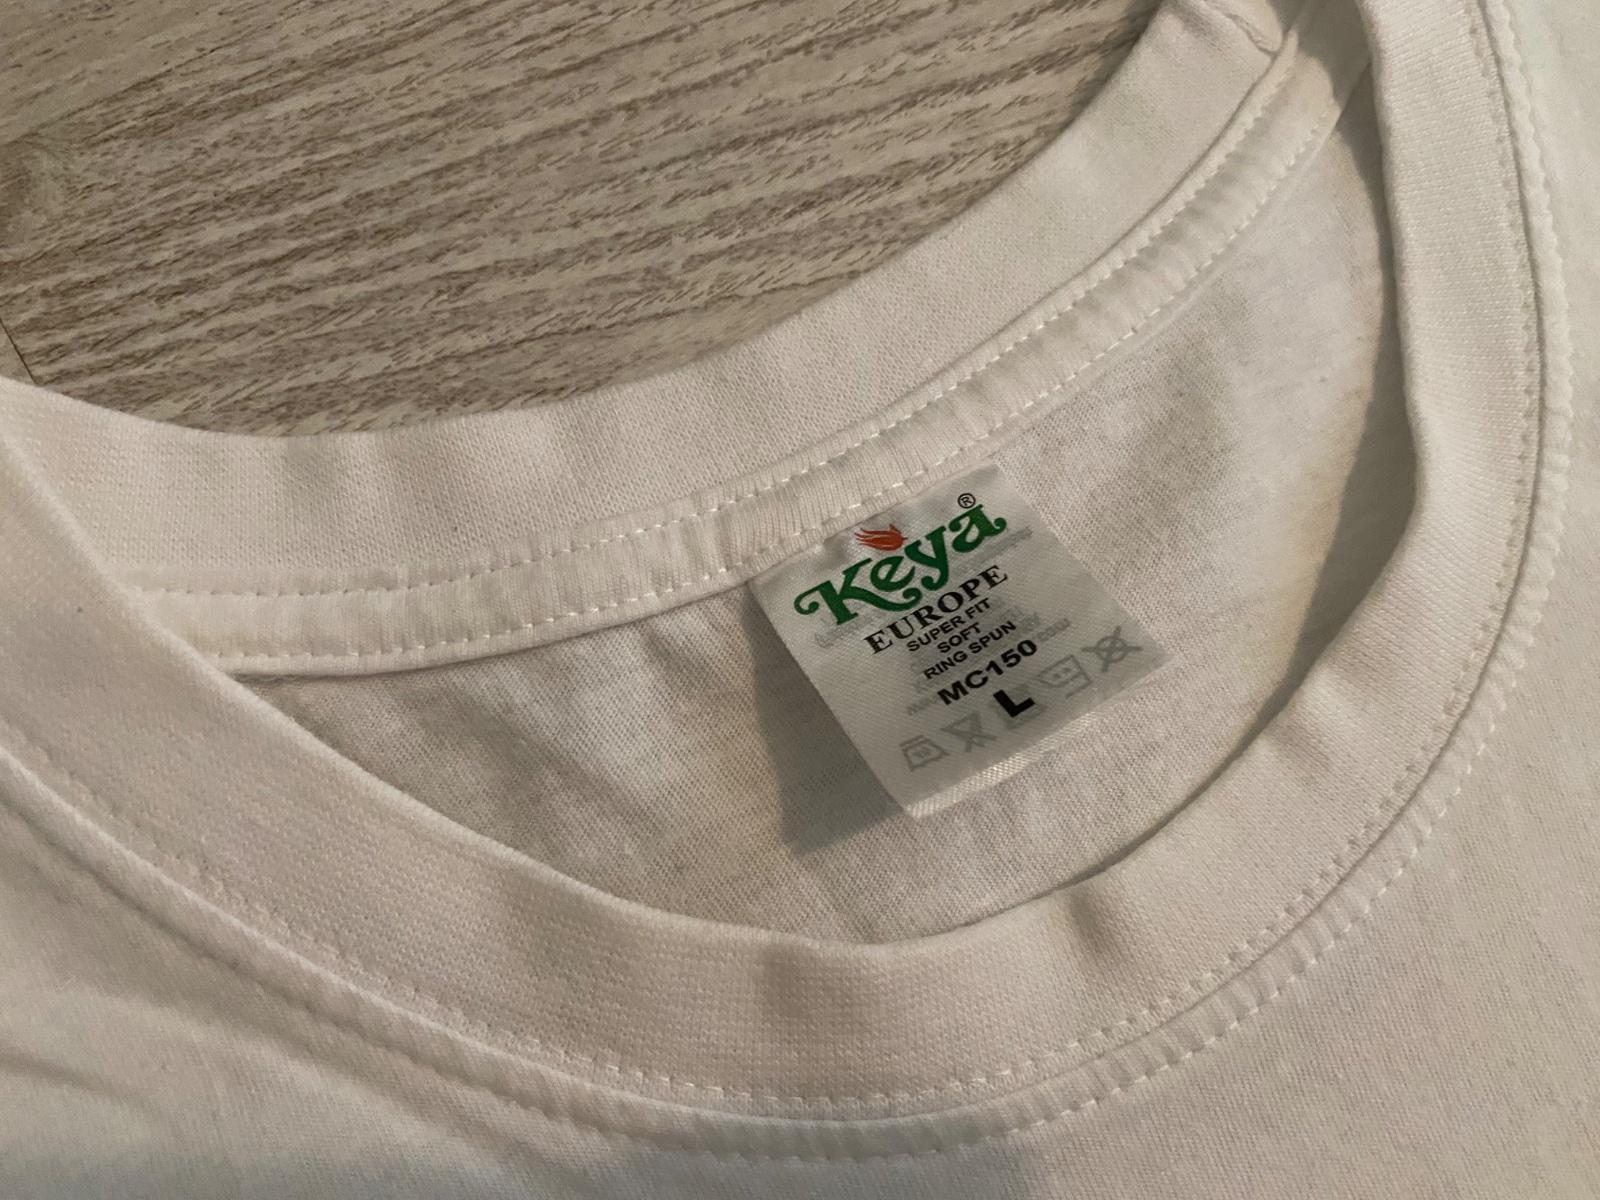 Keya®
EUROPE
SUPER FIT
SOFT
RING SPUN
MC150
L